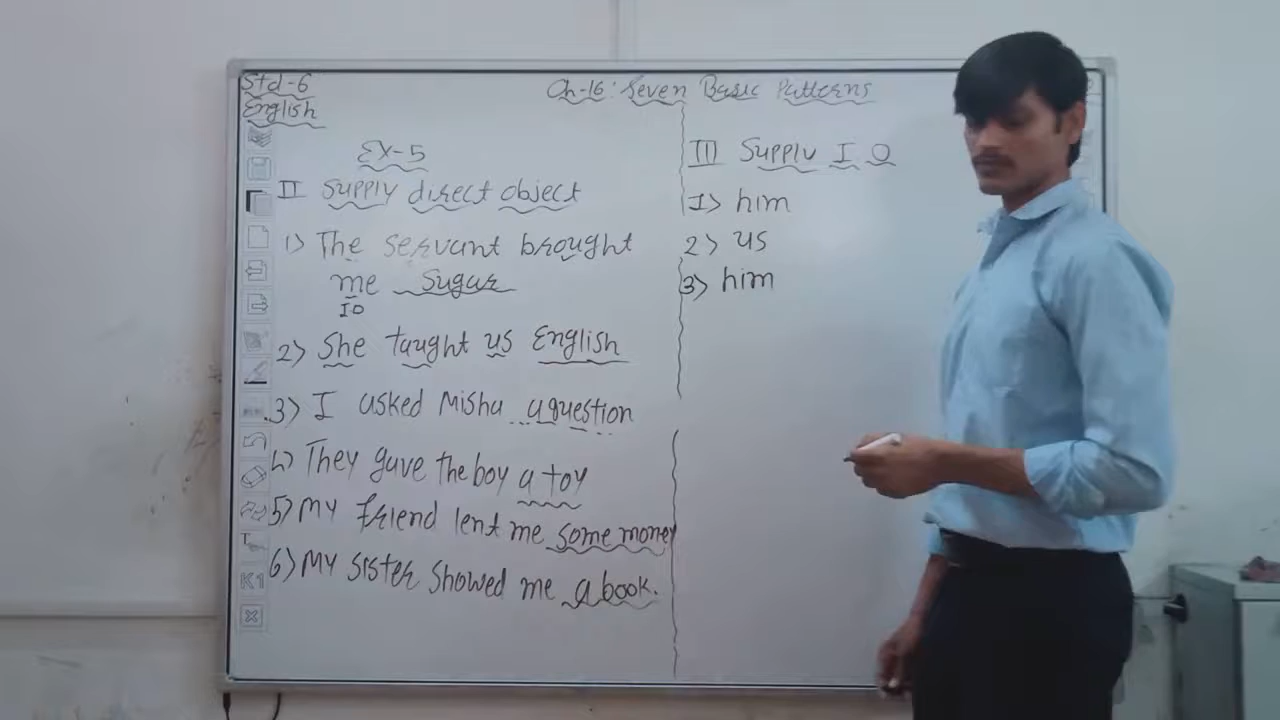 Std-6
English
Ch-16: Seven Basic Patterns
EX-5
II Supply direct object
1) The servant brought
me Sugar
IO
2) She taught us English
3) I asked Misha a question
4) They gave the boy a toy
5) My friend lent me some money
6) My sister showed me a book.
III Supply I O
1) him
2) us
3) him
K1